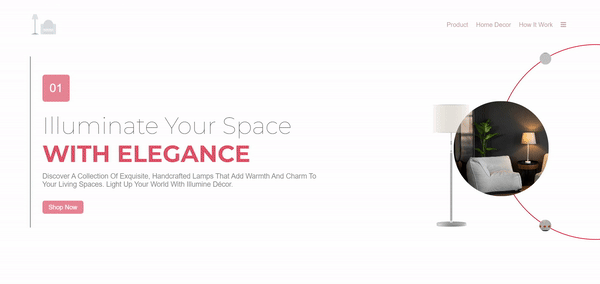 Product Home Decor How It Work
01
Illuminate Your Space
WITH ELEGANCE
Discover A Collection Of Exquisite, Handcrafted Lamps That Add Warmth And Charm To
Your Living Spaces. Light Up Your World With Illumine Décor.
Shop Now